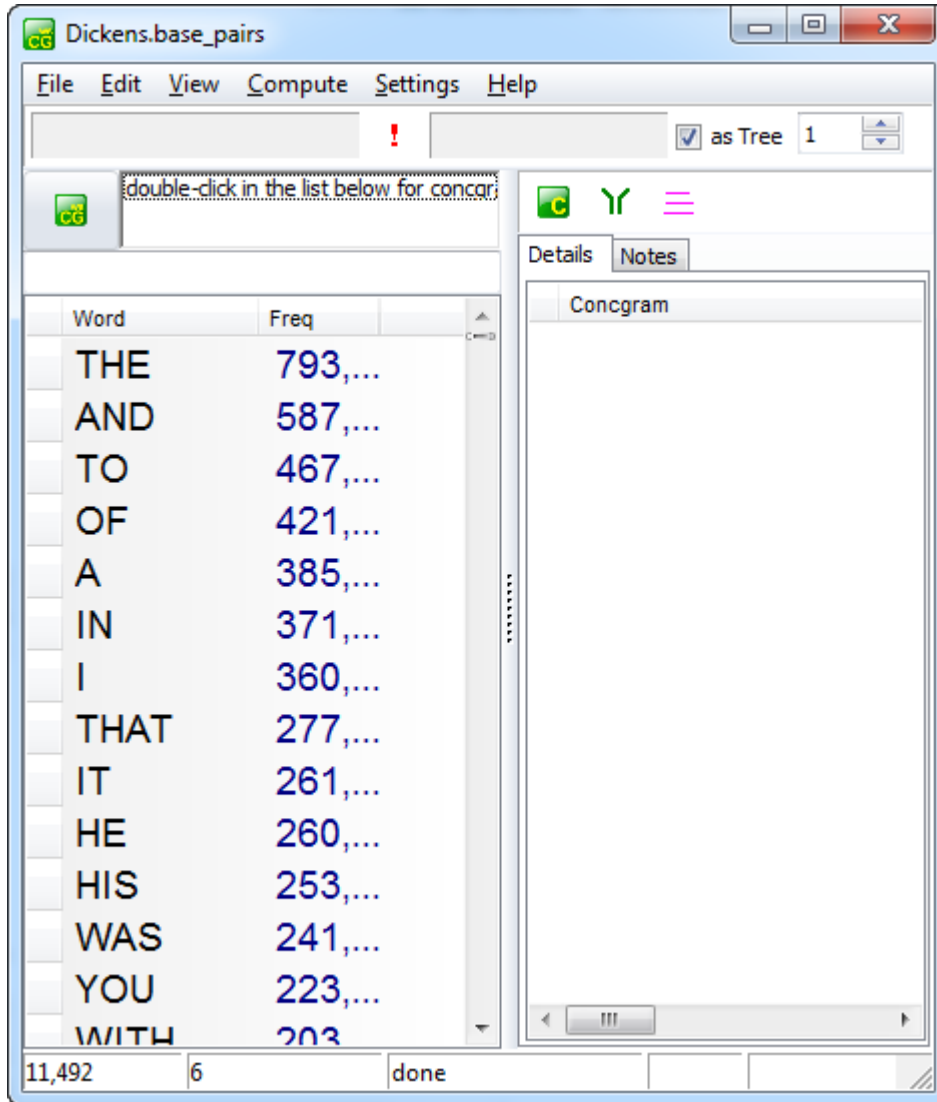 Dickens.base_pairs
File Edit View Compute Settings Help
! as Tree 1
double-click in the list below for concgr
Details Notes
Word Freq
Concgram
THE 793,...
AND 587,...
TO 467,...
OF 421,...
A 385,...
IN 371,...
I 360,...
THAT 277,...
IT 261,...
HE 260,...
HIS 253,...
WAS 241,...
YOU 223,...
WITH 203
11,492 6 done